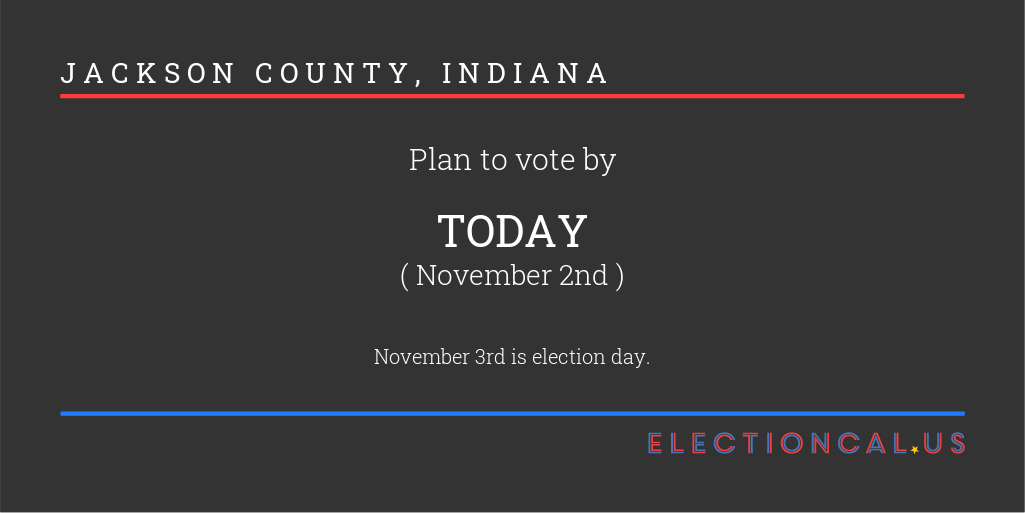 JACKSON COUNTY, INDIANA
Plan to vote by
TODAY
( November 2nd )
November 3rd is election day.
ELECTIONCAL.US